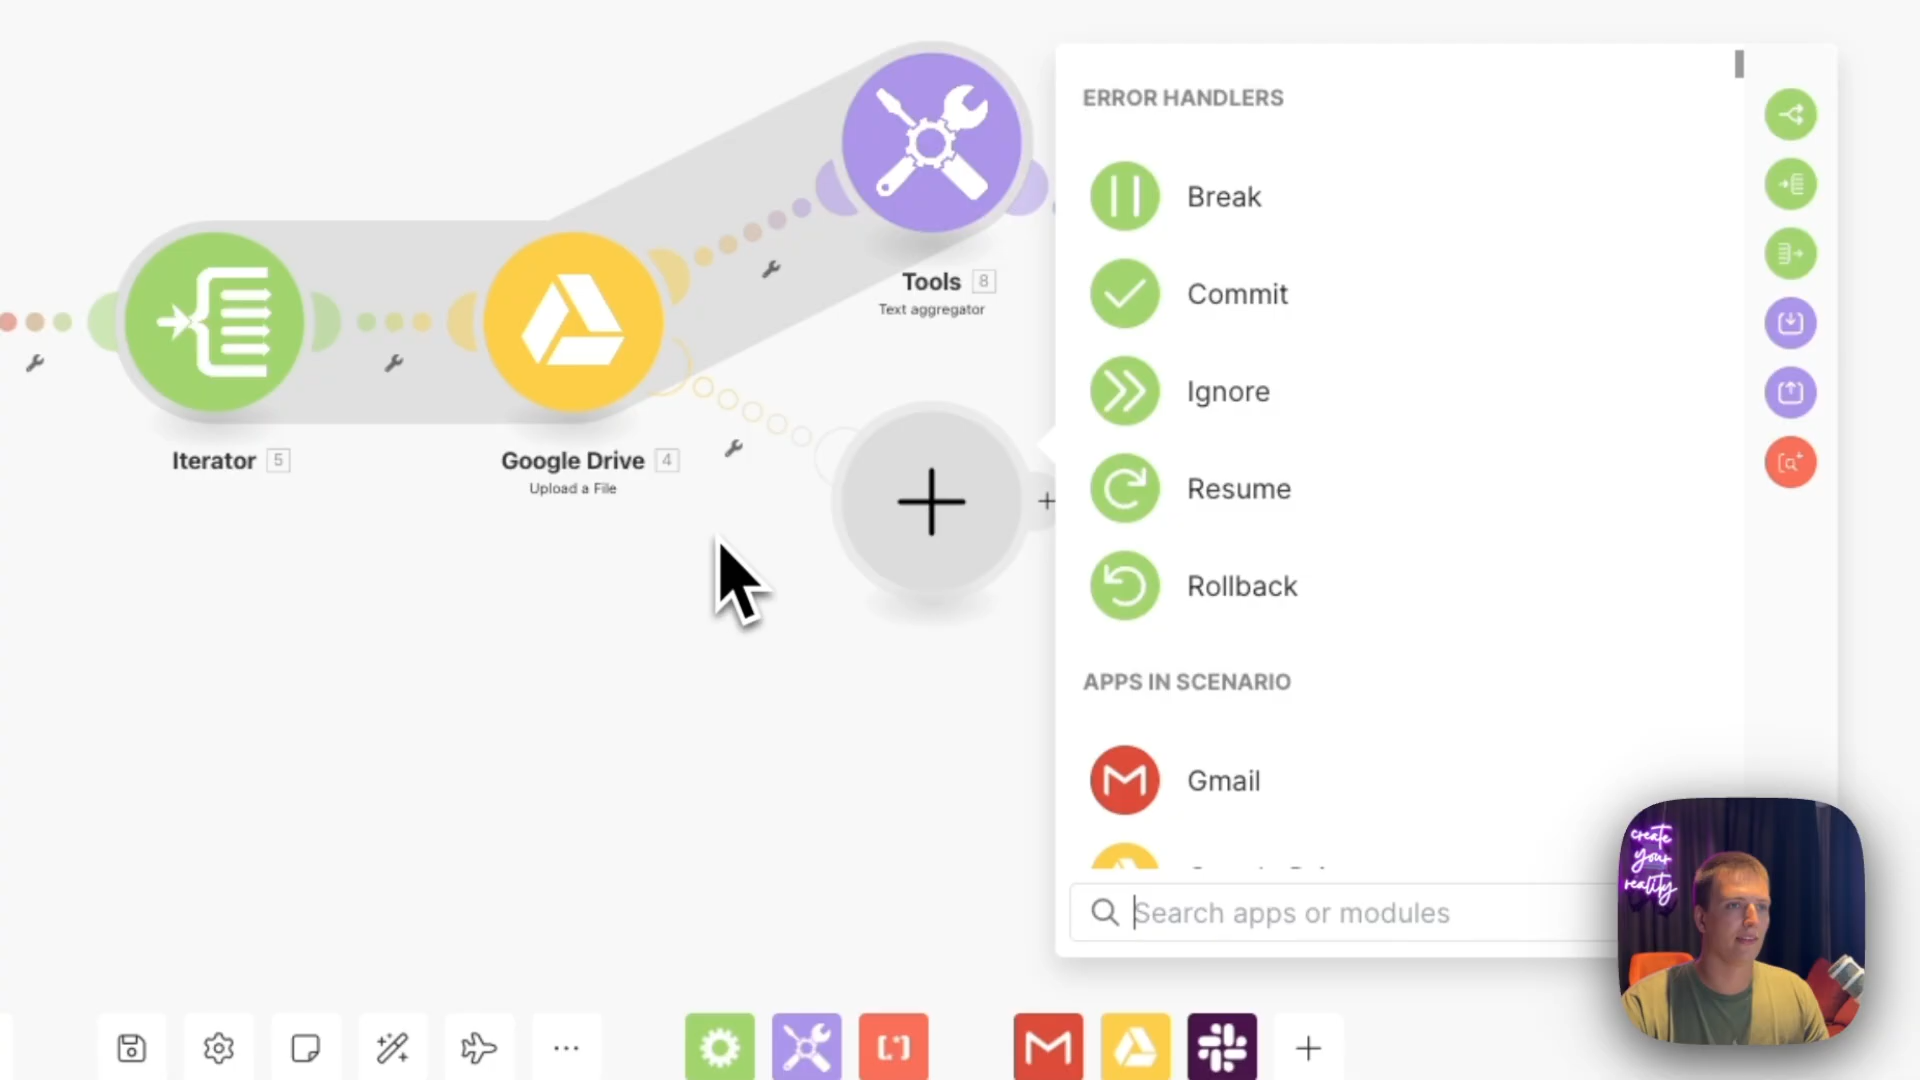 ERROR HANDLERS
Break
Commit
Ignore
Resume
Rollback
APPS IN SCENARIO
Gmail
Search apps or modules
Tools 8
Text aggregator
Iterator 5
Google Drive 4
Upload a File
create
your
reality